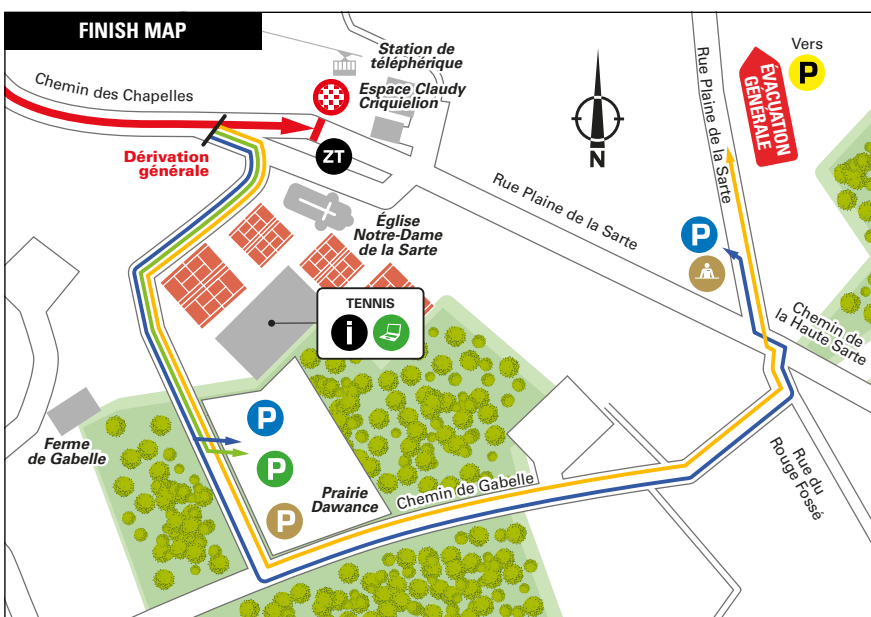 FINISH MAP
Station de
téléphérique
Espace Claudy
Criquielion
Chemin des Chapelles
Dérivation
générale
ZT
Rue Plaine de la Sarte
ÉVACUATION
GÉNÉRALE
Vers
P
N
Rue Plaine de la Sarte
P
Église
Notre-Dame
de la Sarte
TENNIS
i
Chemin de
la Haute Sarte
Ferme
de Gabelle
P
P
P
Prairie
Dawance
Chemin de Gabelle
Rue du
Rouge Fossé